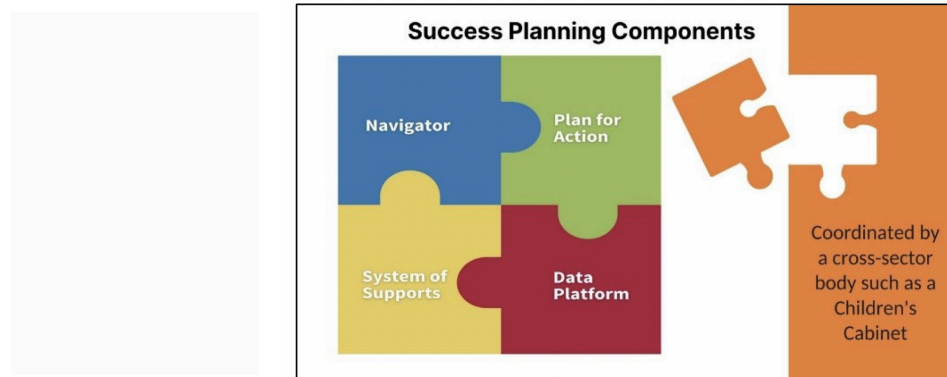 Success Planning Components
Navigator
Plan for
Action
System of
Supports
Data
Platform
Coordinated by
a cross-sector
body such as a
Children's
Cabinet